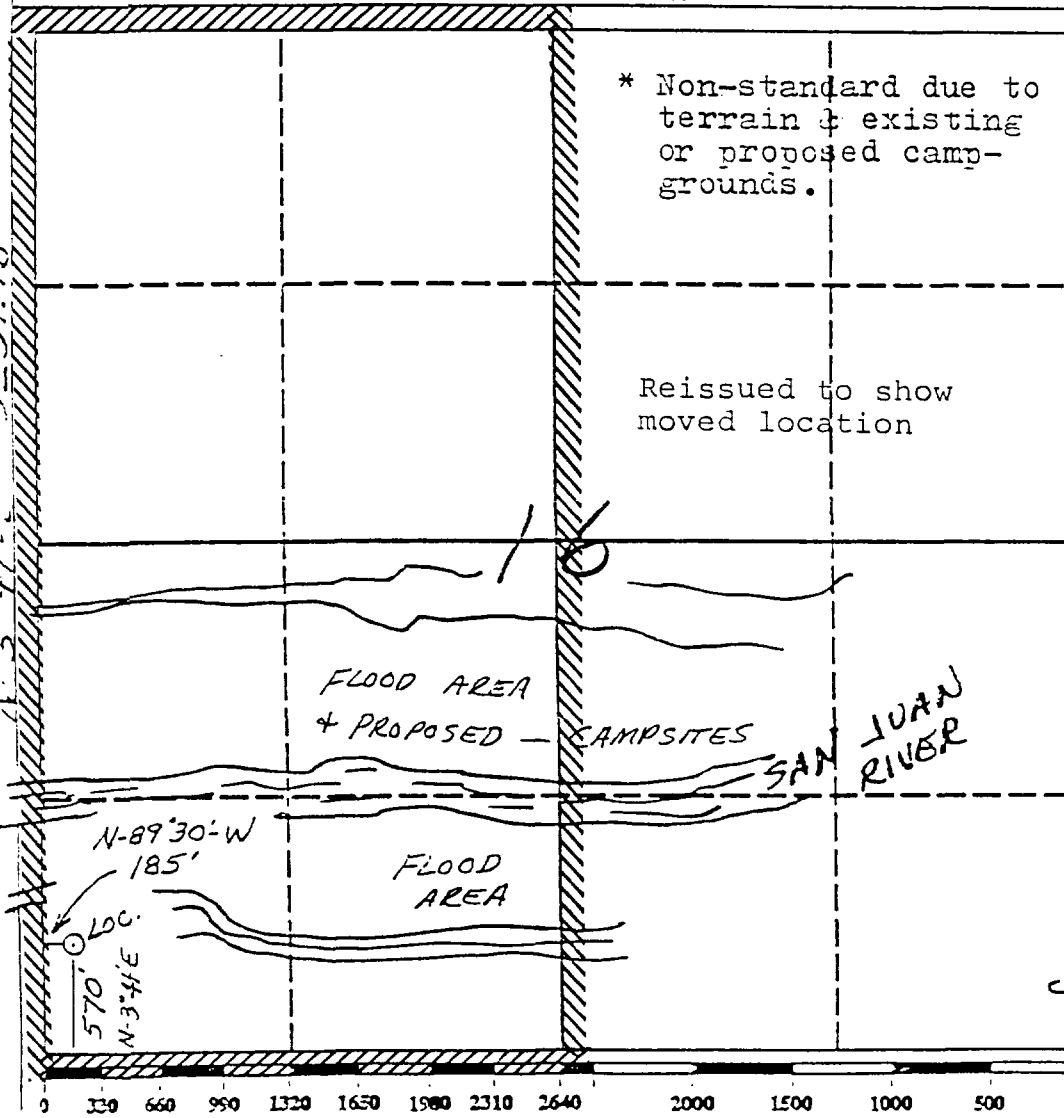 * Non-standard due to
terrain & existing
or proposed camp-
grounds.
Reissued to show
moved location
16
FLOOD AREA
+ PROPOSED — CAMPSITES
SAN JUAN
RIVER
N-89°30'-W
185'
FLOOD
AREA
LOC.
570'
N-3°41'E
0 330 660 990 1320 1650 1980 2310 2640 2000 1500 1000 500